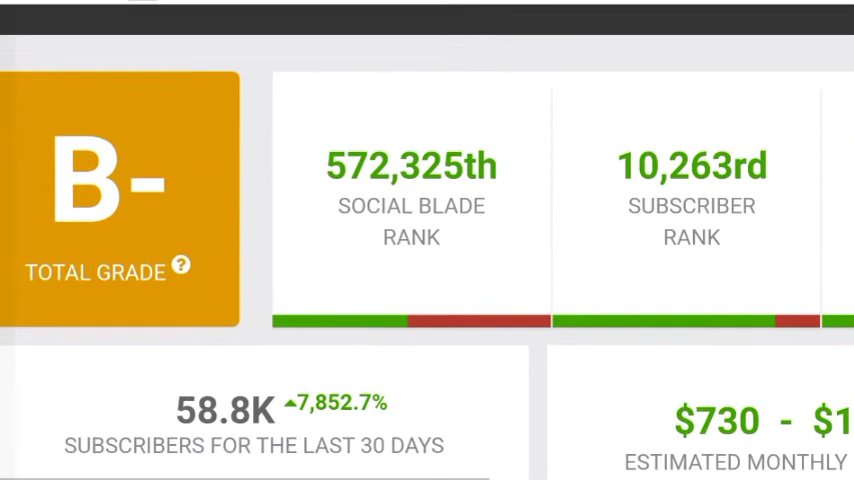 B-
TOTAL GRADE ?
572,325th
SOCIAL BLADE
RANK
10,263rd
SUBSCRIBER
RANK
58.8K ▲7,852.7%
SUBSCRIBERS FOR THE LAST 30 DAYS
$730 - $1
ESTIMATED MONTHLY